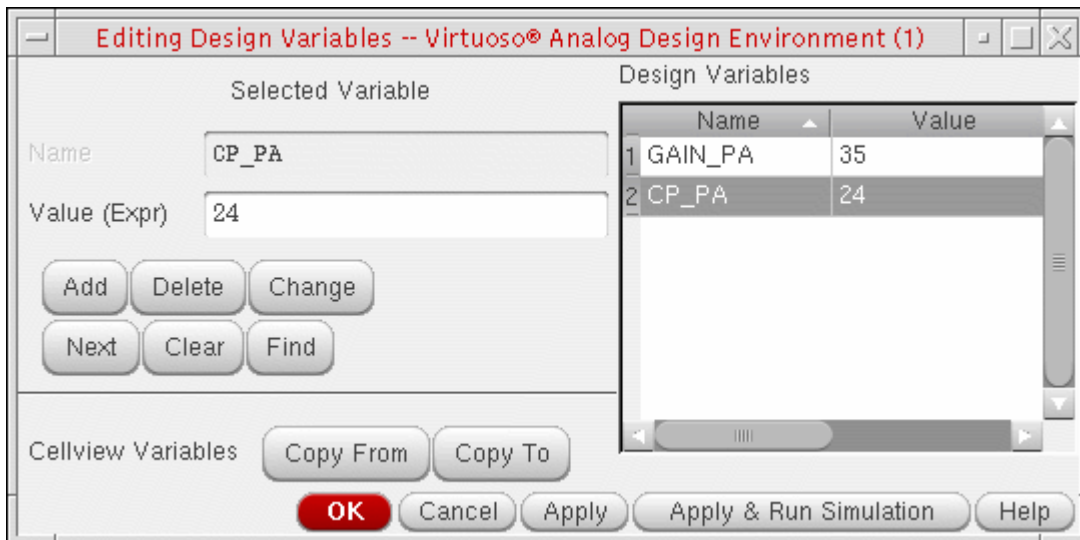 Editing Design Variables -- Virtuoso® Analog Design Environment (1)
Selected Variable
Name CP_PA
Value (Expr) 24
Add Delete Change
Next Clear Find
Cellview Variables Copy From Copy To
Design Variables
Name Value
1 GAIN_PA 35
2 CP_PA 24
OK Cancel Apply Apply & Run Simulation Help